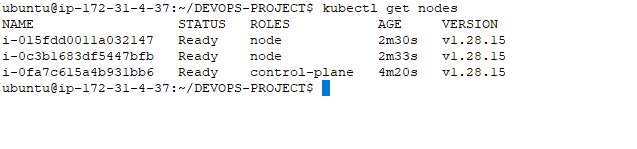 ubuntu@ip-172-31-4-37:~/DEVOPS-PROJECT$ kubectl get nodes
NAME STATUS ROLES AGE VERSION
i-015fdd0011a032147 Ready node 2m30s v1.28.15
i-0c3b1683df5447bfb Ready node 2m33s v1.28.15
i-0fa7c615a4b931bb6 Ready control-plane 4m20s v1.28.15
ubuntu@ip-172-31-4-37:~/DEVOPS-PROJECT$